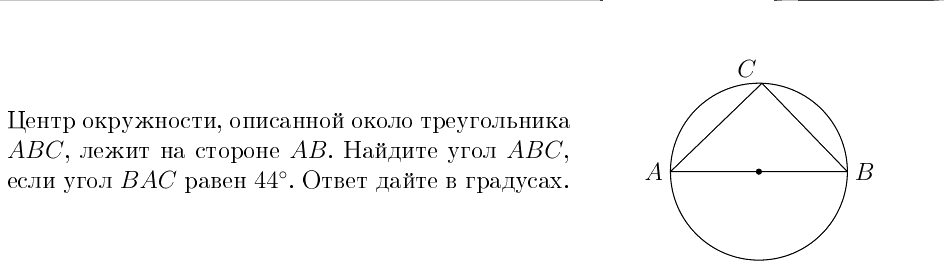 Центр окружности, описанной около треугольника
ABC, лежит на стороне AB. Найдите угол ABC,
если угол BAC равен 44°. Ответ дайте в градусах.
C
A
B